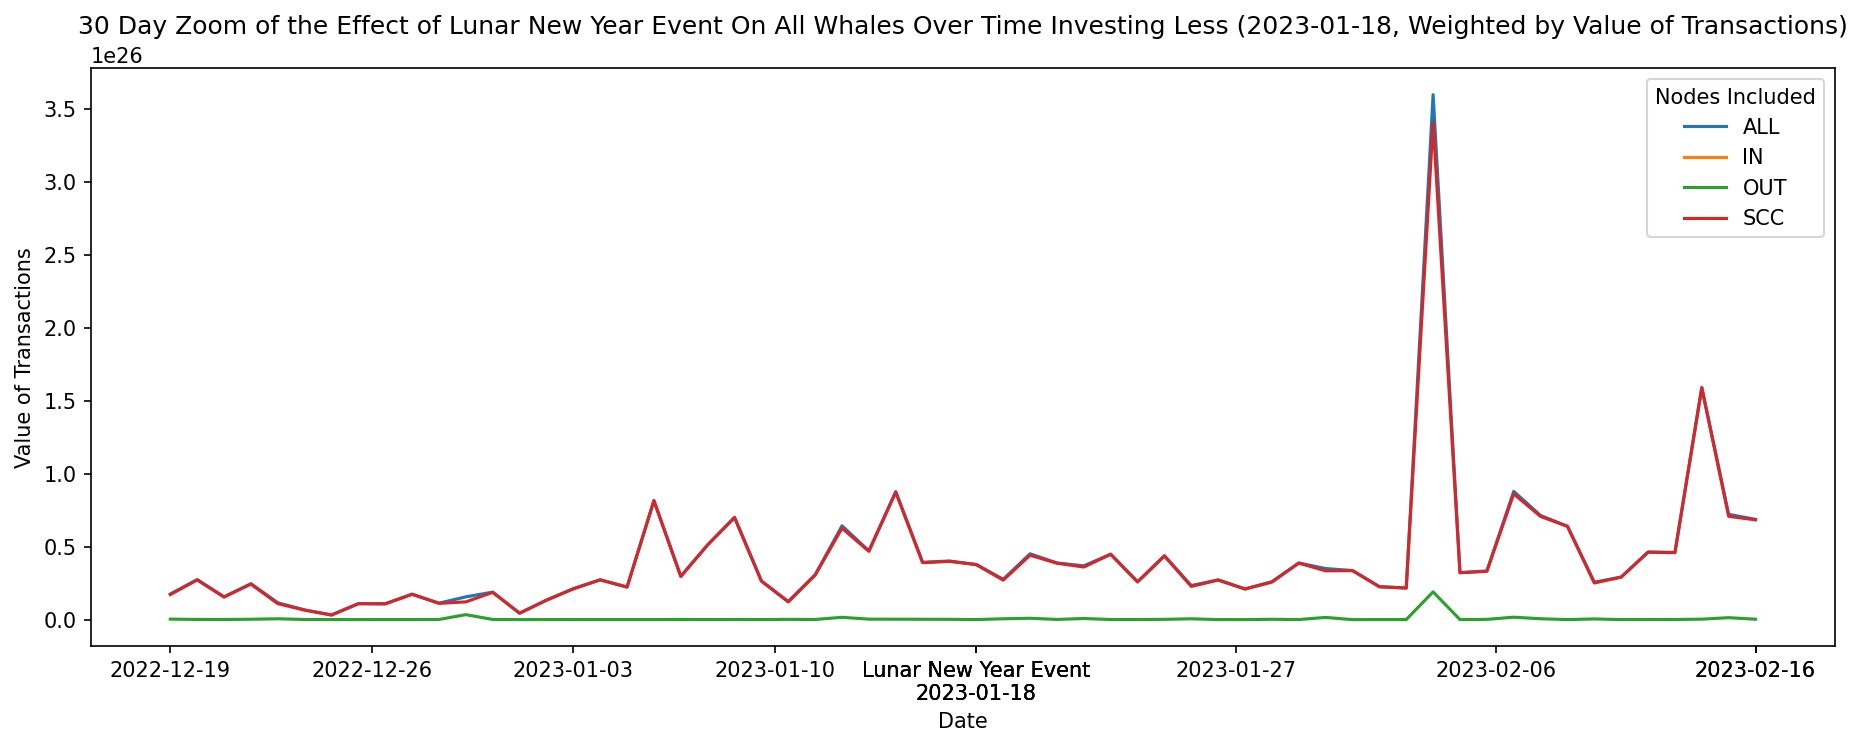 30 Day Zoom of the Effect of Lunar New Year Event On All Whales Over Time Investing Less (2023-01-18, Weighted by Value of Transactions)
1e26
3.5
3.0
2.5
2.0
1.5
1.0
0.5
0.0
Value of Transactions
Nodes Included
ALL
IN
OUT
SCC
2022-12-19
2022-12-26
2023-01-03
2023-01-10
Lunar New Year Event
2023-01-18
2023-01-27
2023-02-06
2023-02-16
Date